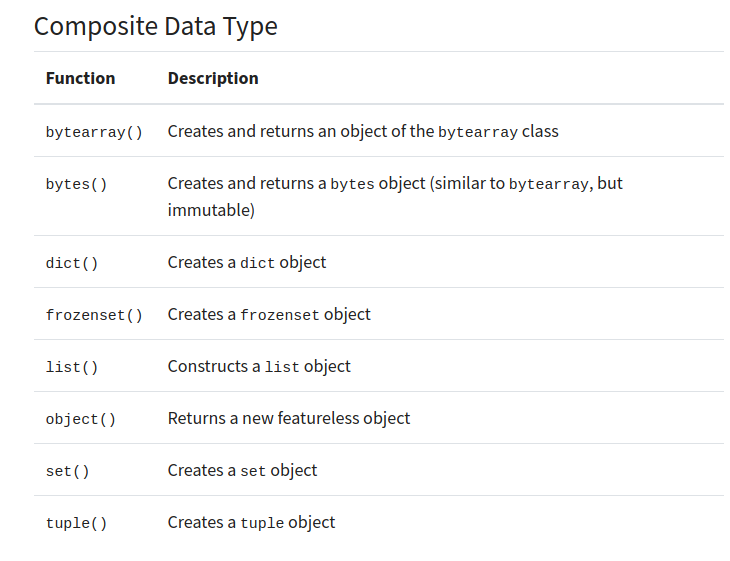 Composite Data Type
Function Description
bytearray() Creates and returns an object of the bytearray class
bytes() Creates and returns a bytes object (similar to bytearray, but
immutable)
dict() Creates a dict object
frozenset() Creates a frozenset object
list() Constructs a list object
object() Returns a new featureless object
set() Creates a set object
tuple() Creates a tuple object